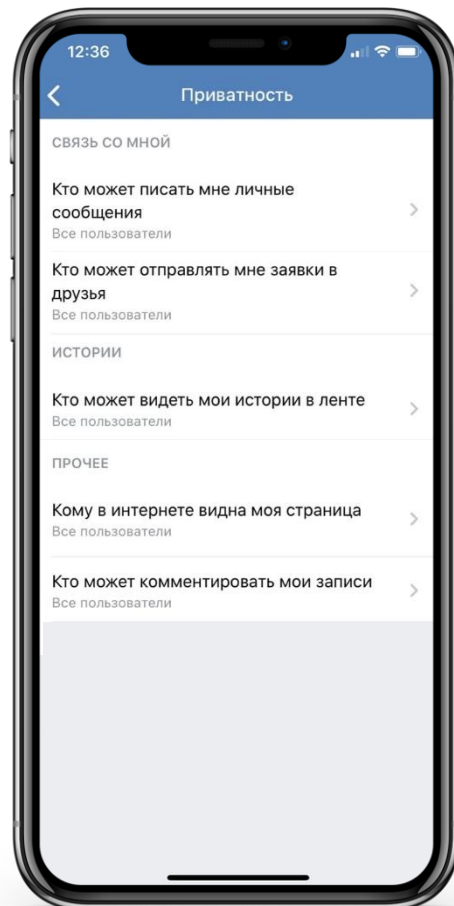 12:36
Приватность
СВЯЗЬ СО МНОЙ
Кто может писать мне личные
сообщения
Все пользователи
Кто может отправлять мне заявки в
друзья
Все пользователи
ИСТОРИИ
Кто может видеть мои истории в ленте
Все пользователи
ПРОЧЕЕ
Кому в интернете видна моя страница
Все пользователи
Кто может комментировать мои записи
Все пользователи